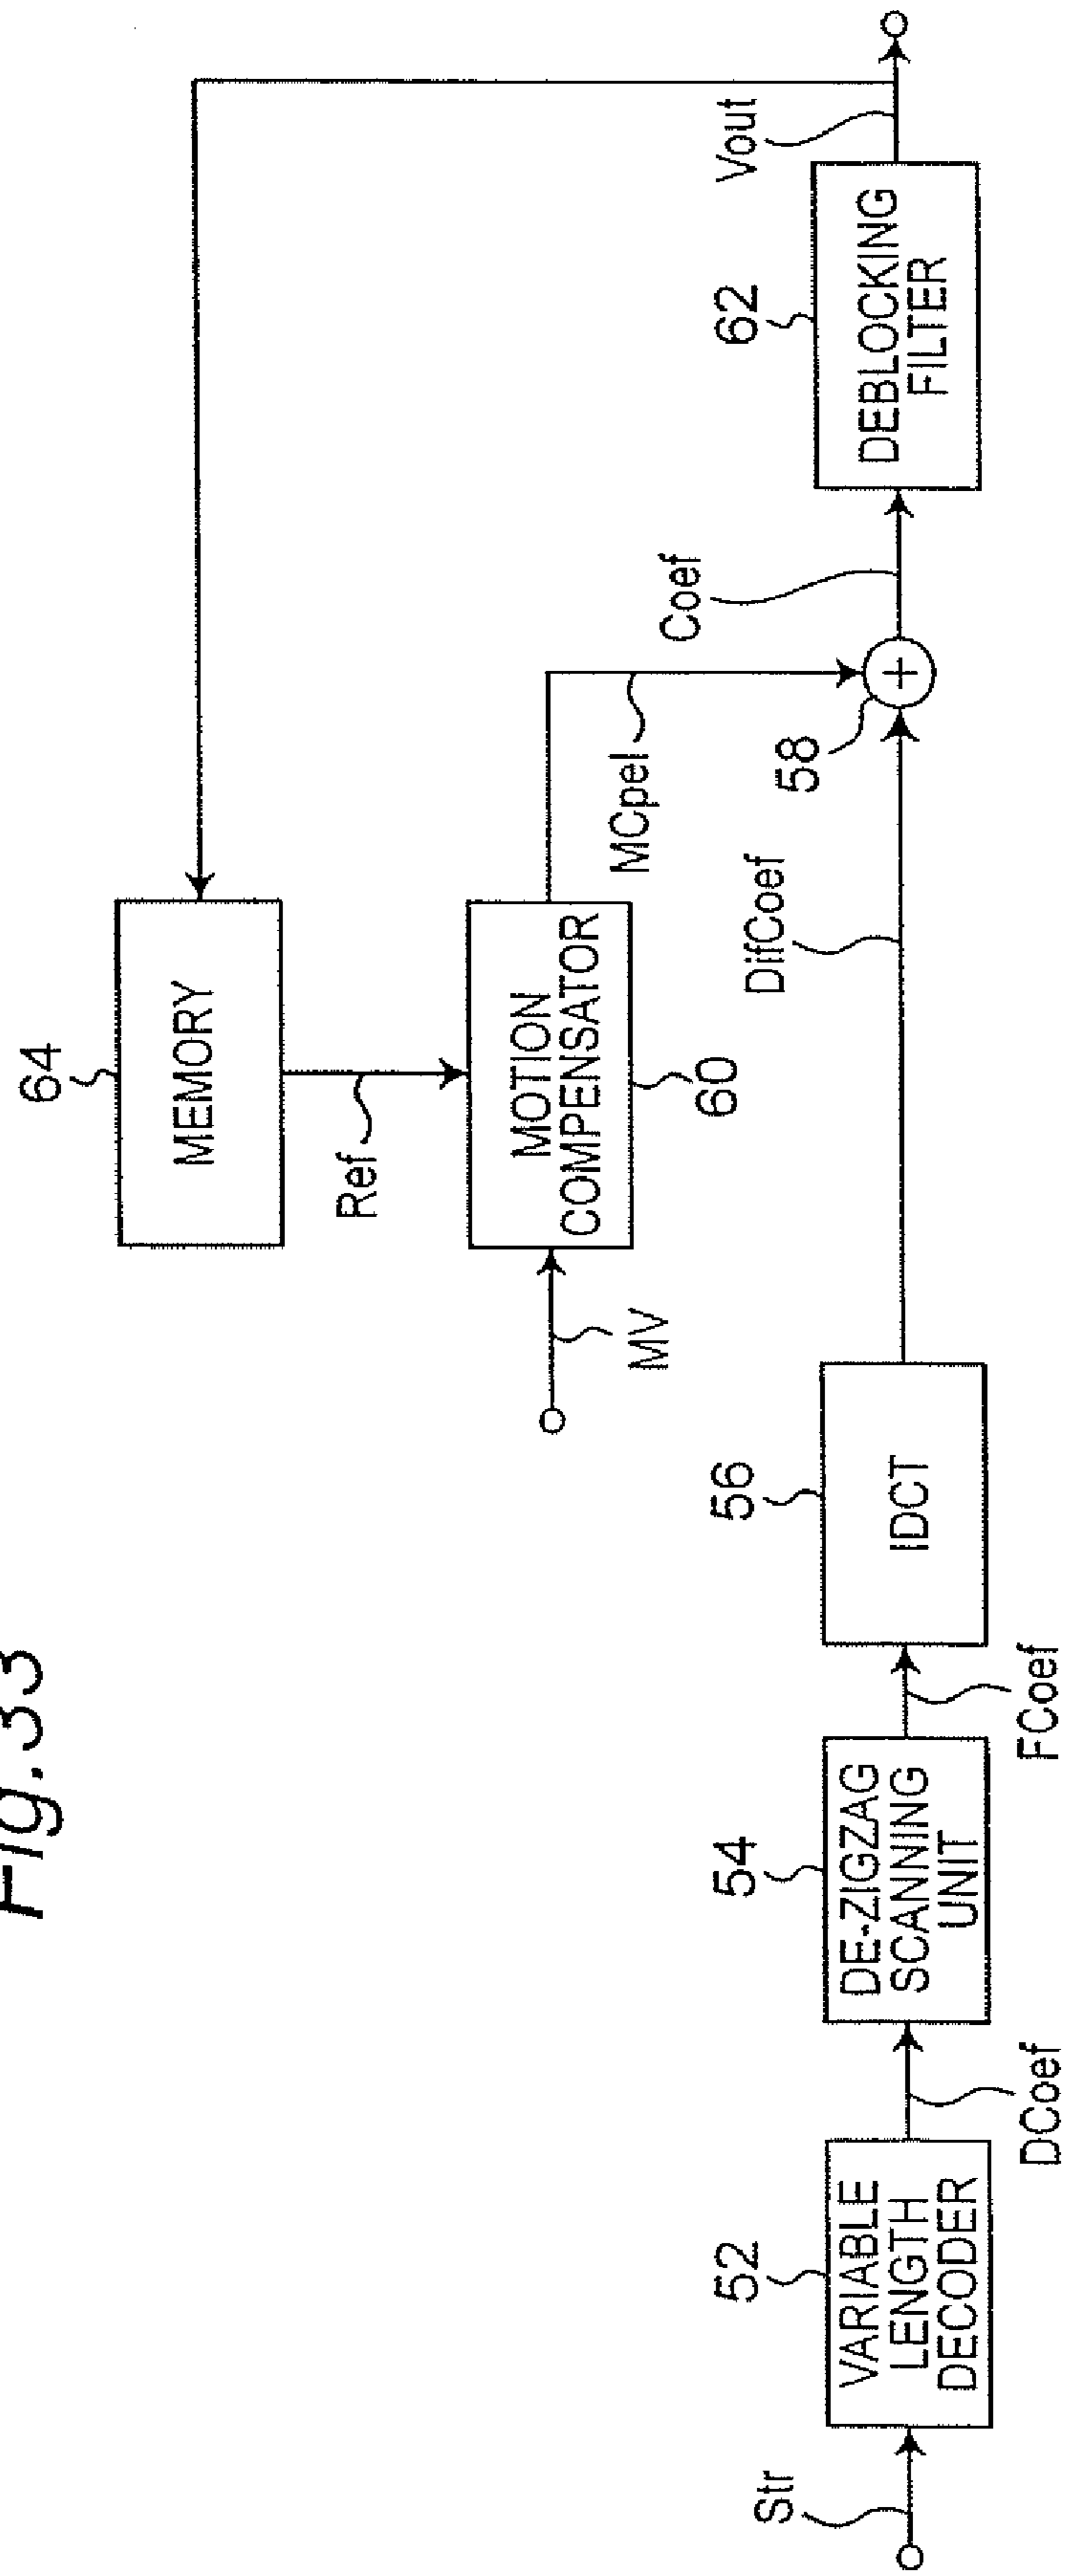 Fig.33
64
MEMORY
Ref
MOTION
COMPENSATOR
60
MV
MCpel
Coef
58
DifCoef
62
DEBLOCKING
FILTER
Vout
Str
52
VARIABLE
LENGTH
DECODER
DCoef
54
DE-ZIGZAG
SCANNING
UNIT
FCoef
56
IDCT
+